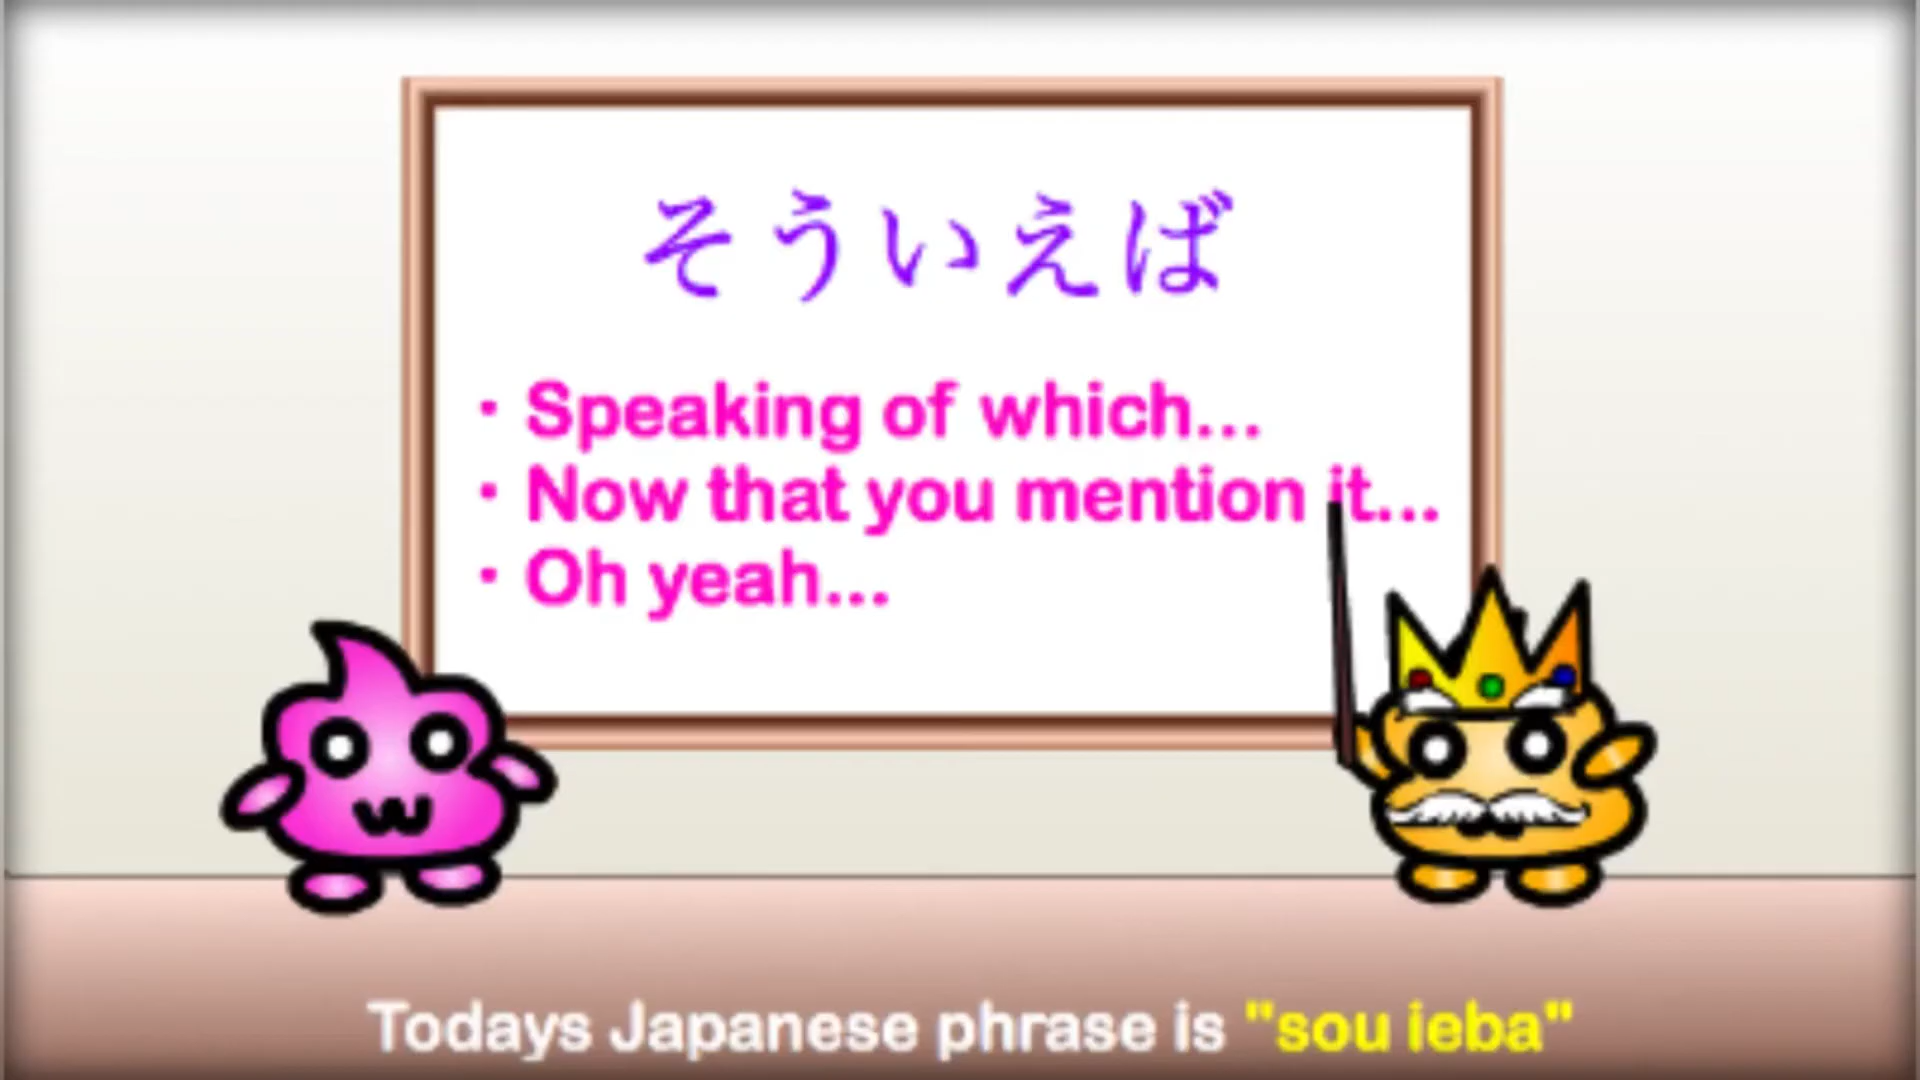 そういえば
・Speaking of which...
・Now that you mention it...
・Oh yeah...
Todays Japanese phrase is "sou ieba"